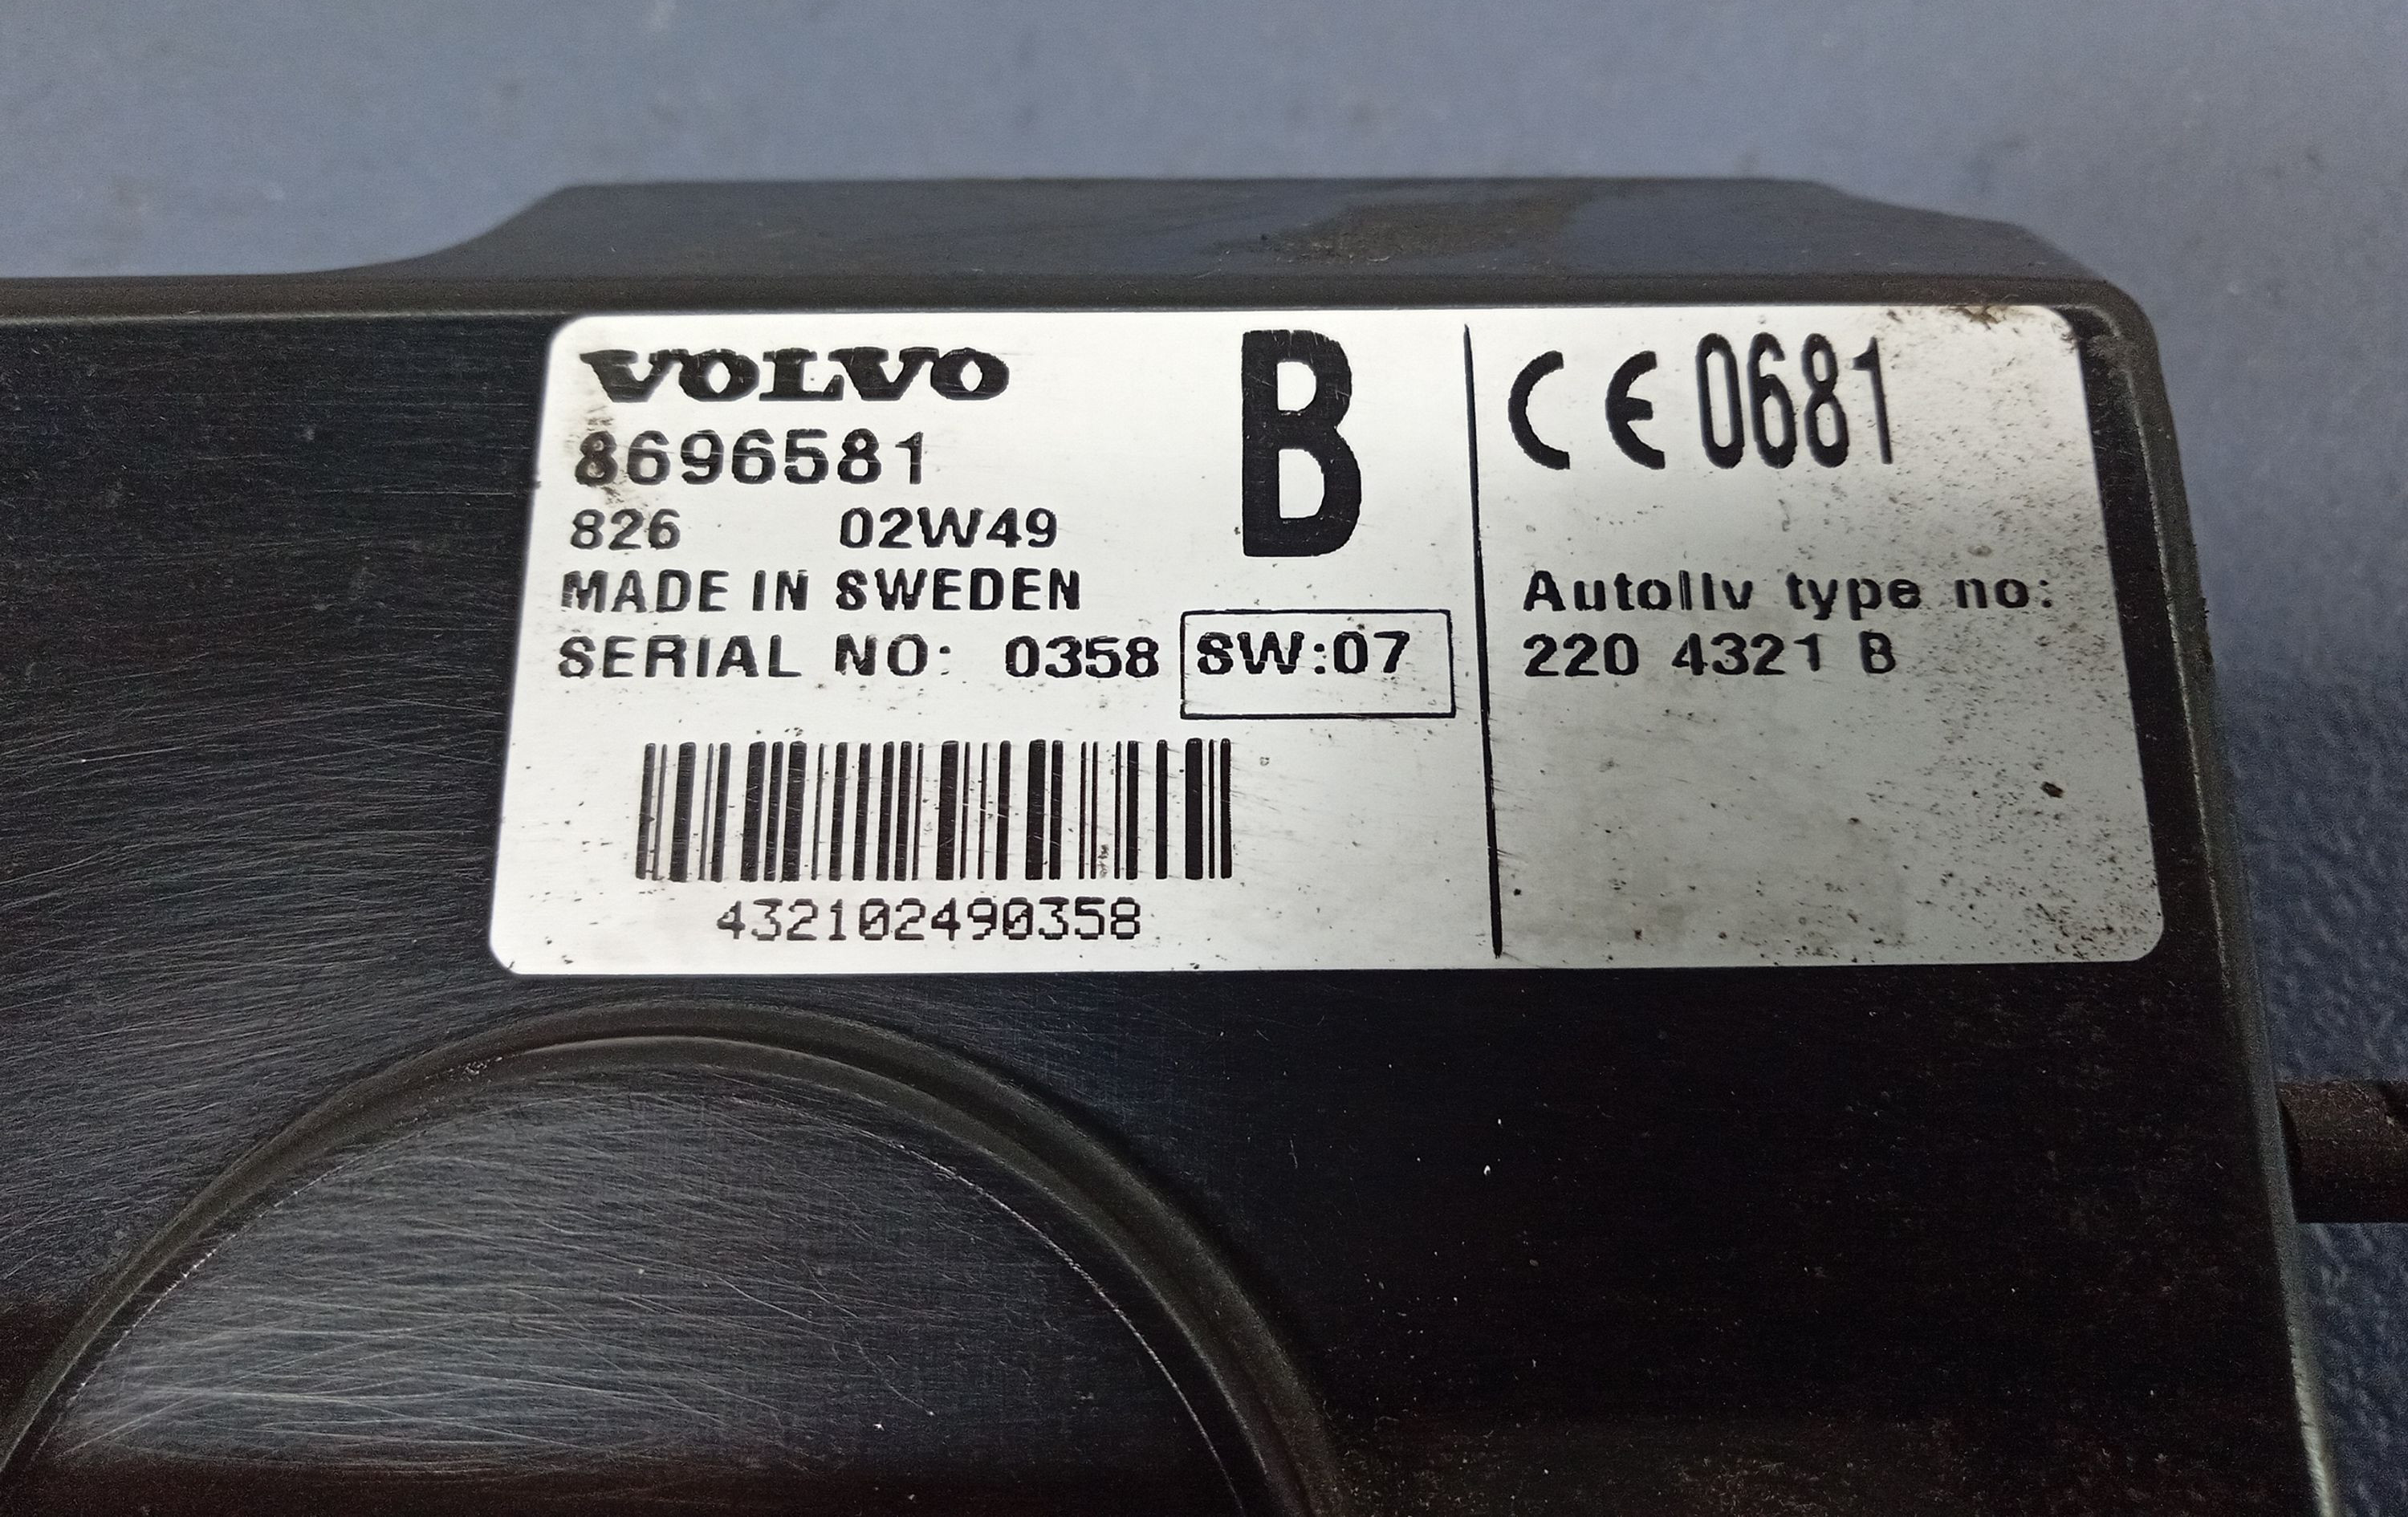 VOLVO
8696581
B
826 02W49
MADE IN SWEDEN
SERIAL NO: 0358 SW:07
432102490358
CE 0681
Autoliv type no:
220 4321 B